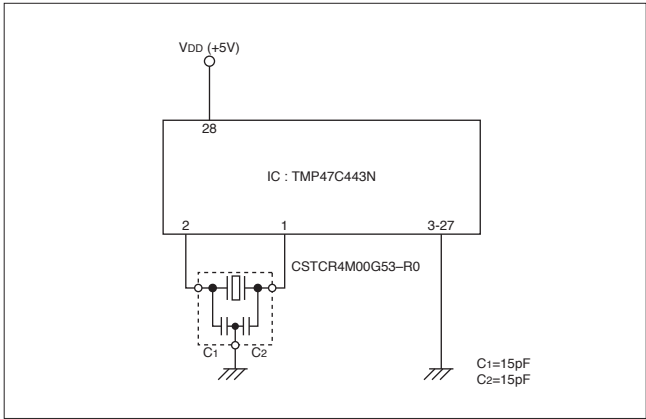 VDD (+5V)
28
IC : TMP47C443N
2 1 3-27
CSTCR4M00G53–R0
C1 C2
C1=15pF
C2=15pF